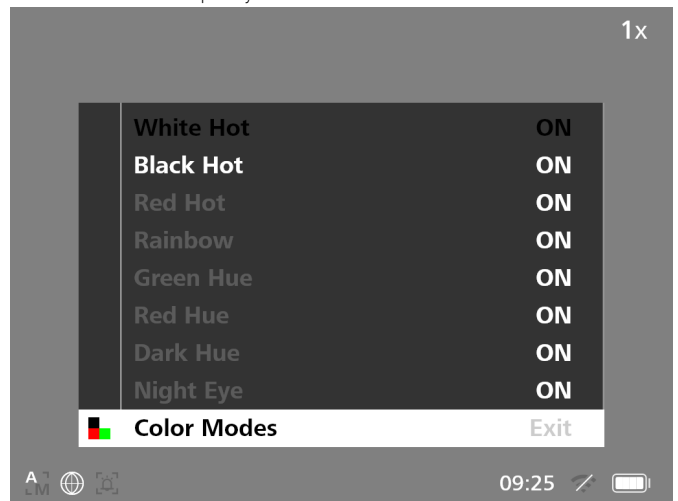 1x
White Hot ON
Black Hot ON
Red Hot ON
Rainbow ON
Green Hue ON
Red Hue ON
Dark Hue ON
Night Eye ON
Color Modes Exit
A M 09:25